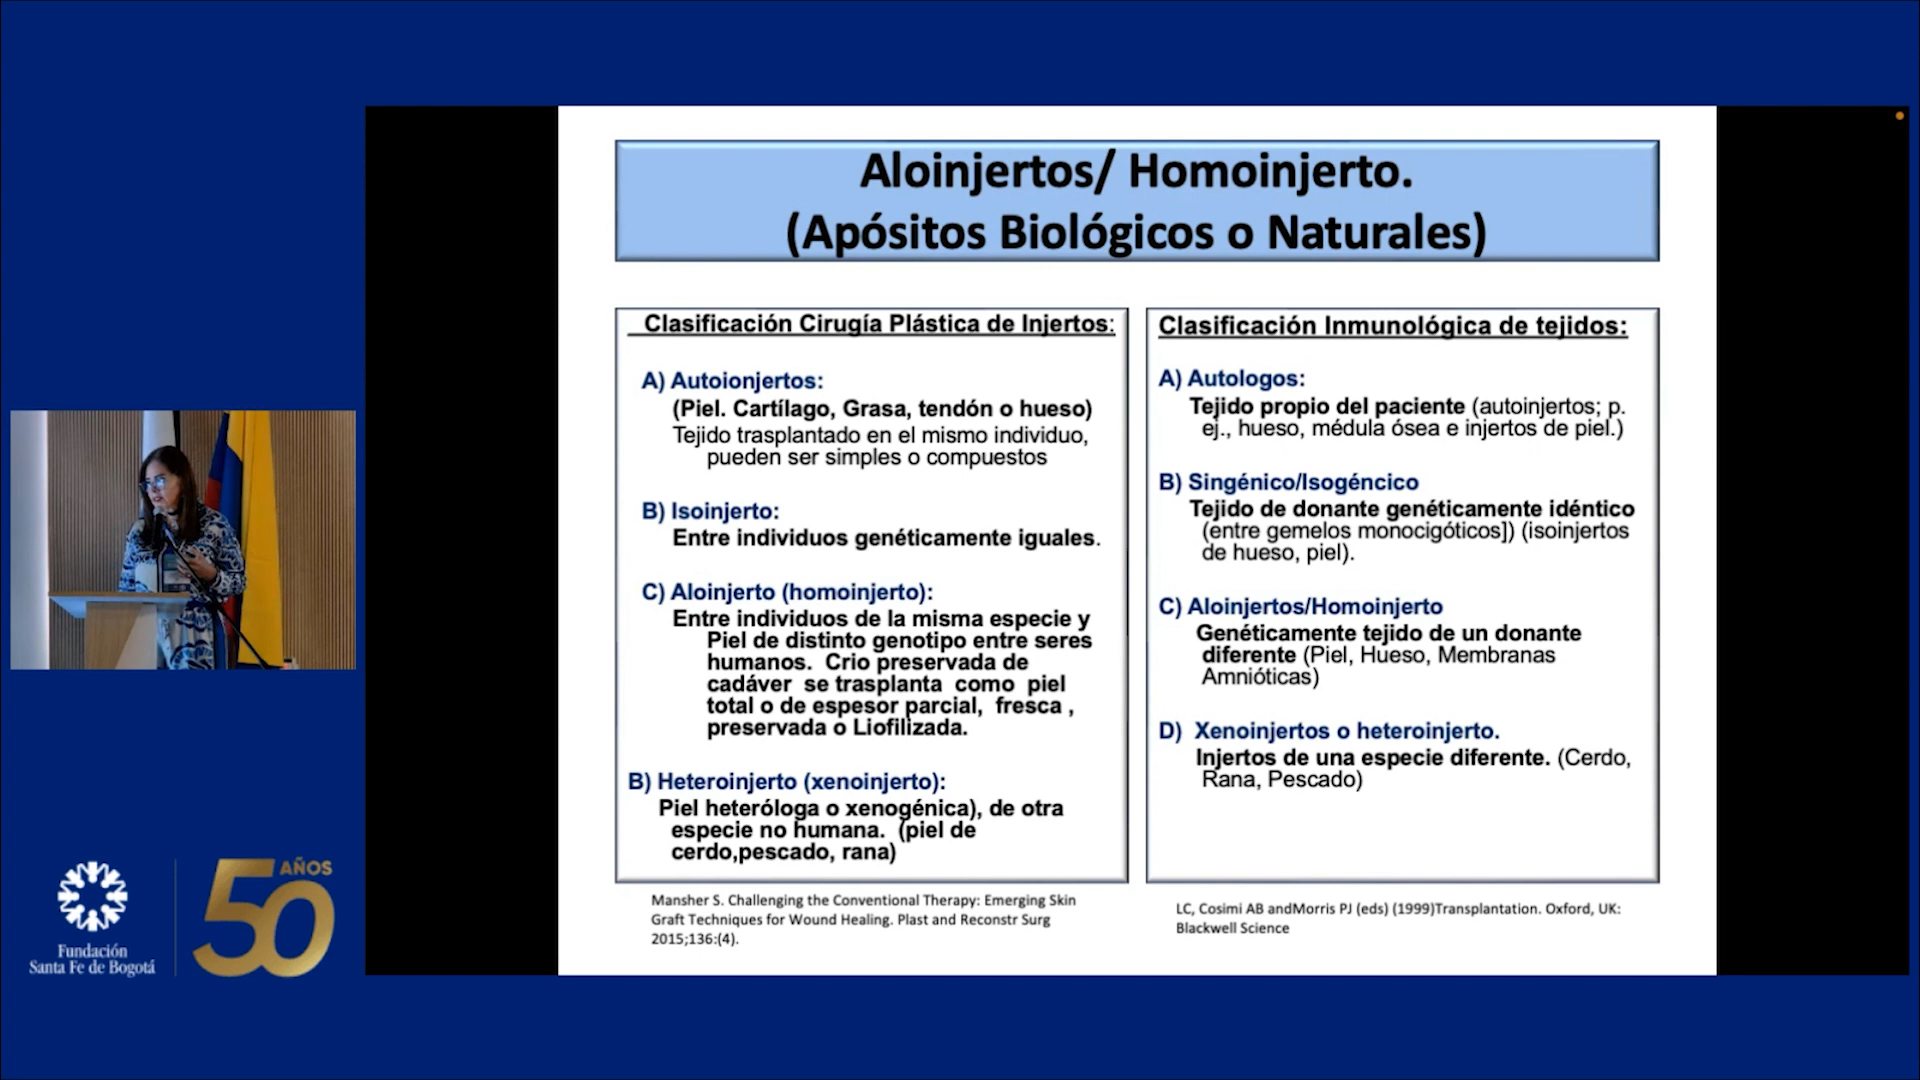 Aloinjertos/ Homoinjerto.
(Apósitos Biológicos o Naturales)
Clasificación Cirugía Plástica de Injertos:
A) Autoionjertos:
(Piel. Cartílago, Grasa, tendón o hueso)
Tejido trasplantado en el mismo individuo,
pueden ser simples o compuestos
B) Isoinjerto:
Entre individuos genéticamente iguales.
C) Aloinjerto (homoinjerto):
Entre individuos de la misma especie y
Piel de distinto genotipo entre seres
humanos. Crio preservada de
cadáver se trasplanta como piel
total o de espesor parcial, fresca ,
preservada o Liofilizada.
B) Heteroinjerto (xenoinjerto):
Piel heteróloga o xenogénica), de otra
especie no humana. (piel de
cerdo,pescado, rana)
Mansher S. Challenging the Conventional Therapy: Emerging Skin
Graft Techniques for Wound Healing. Plast and Reconstr Surg
2015;136:(4).
Clasificación Inmunológica de tejidos:
A) Autologos:
Tejido propio del paciente (autoinjertos; p.
ej., hueso, médula ósea e injertos de piel.)
B) Singénico/Isogéncico
Tejido de donante genéticamente idéntico
(entre gemelos monocigóticos]) (isoinjertos
de hueso, piel).
C) Aloinjertos/Homoinjerto
Genéticamente tejido de un donante
diferente (Piel, Hueso, Membranas
Amnióticas)
D) Xenoinjertos o heteroinjerto.
Injertos de una especie diferente. (Cerdo,
Rana, Pescado)
LC, Cosimi AB andMorris PJ (eds) (1999)Transplantation. Oxford, UK:
Blackwell Science
Fundación
Santa Fe de Bogotá
50 AÑOS